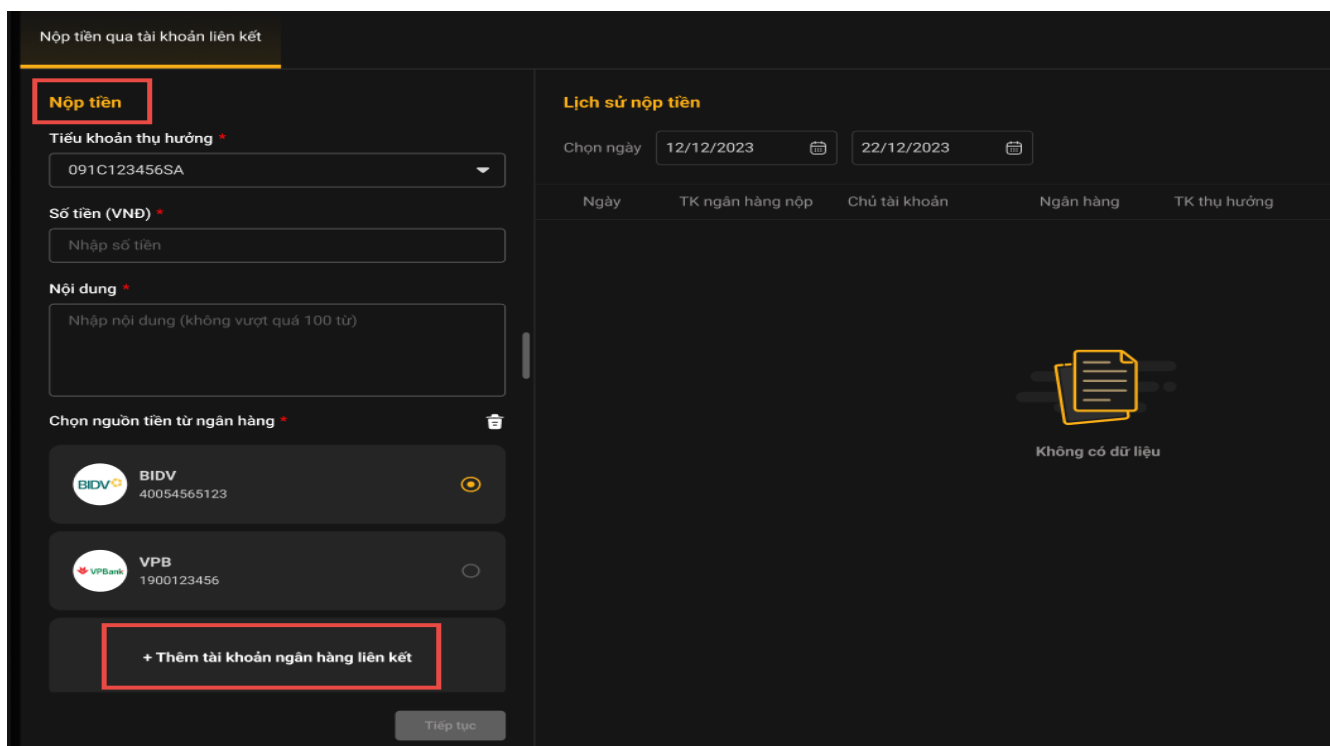 Nộp tiền qua tài khoản liên kết
Nộp tiền
Tiểu khoản thụ hưởng *
091C123456SA
Số tiền (VNĐ) *
Nhập số tiền
Nội dung *
Nhập nội dung (không vượt quá 100 từ)
Chọn nguồn tiền từ ngân hàng *
BIDV
BIDV
40054565123
VPBank
VPB
1900123456
+ Thêm tài khoản ngân hàng liên kết
Tiếp tục
Lịch sử nộp tiền
Chọn ngày 12/12/2023 22/12/2023
Ngày TK ngân hàng nộp Chủ tài khoản Ngân hàng TK thụ hưởng
Không có dữ liệu